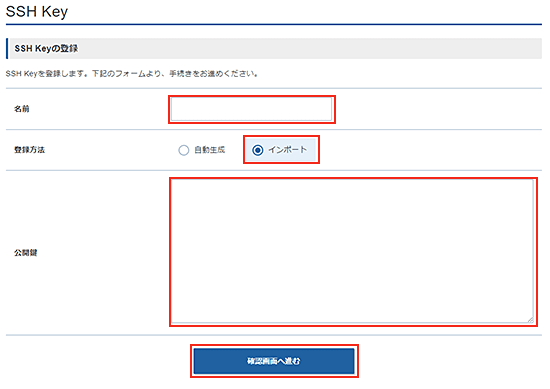 SSH Key
SSH Keyの登録
SSH Keyを登録します。下記のフォームより、手続きをお進めください。
名前
登録方法
自動生成
インポート
公開鍵
確認画面へ進む